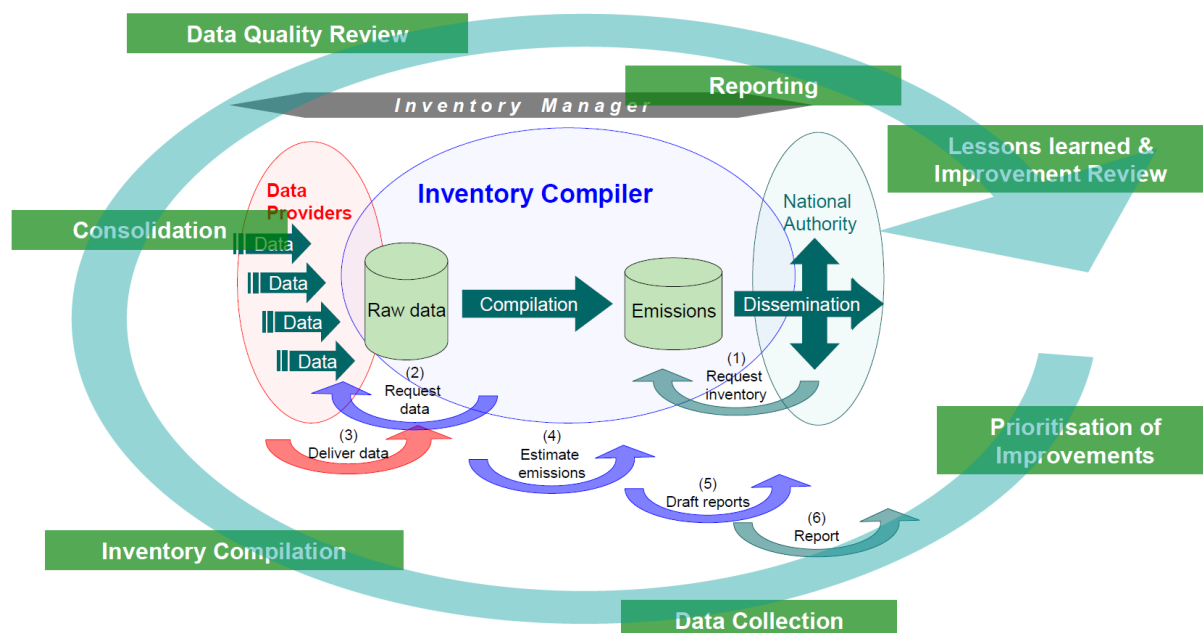 Data Quality Review
Reporting
Inventory Manager
Lessons learned &
Improvement Review
Data
Providers
Inventory Compiler
National
Authority
Consolidation
Data
Data
Data
Data
Raw data
Compilation
Emissions
Dissemination
(1)
Request
inventory
(2)
Request
data
(3)
Deliver data
(4)
Estimate
emissions
(5)
Draft reports
(6)
Report
Prioritisation of
Improvements
Inventory Compilation
Data Collection